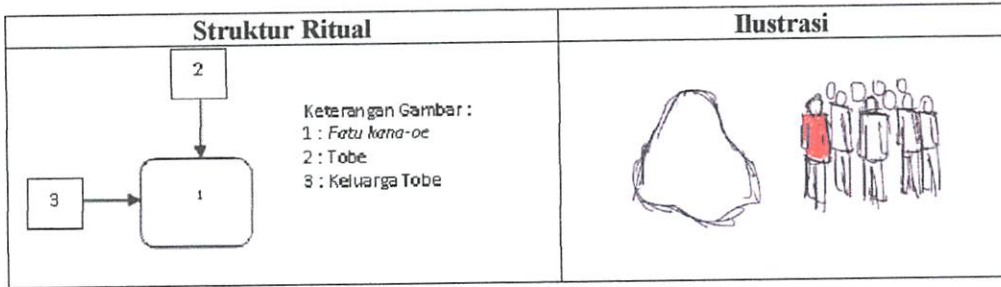 Struktur Ritual
Ilustrasi
2
Keterangan Gambar :
1 : Fatu kana-oe
2 : Tobe
3 : Keluarga Tobe
3
1